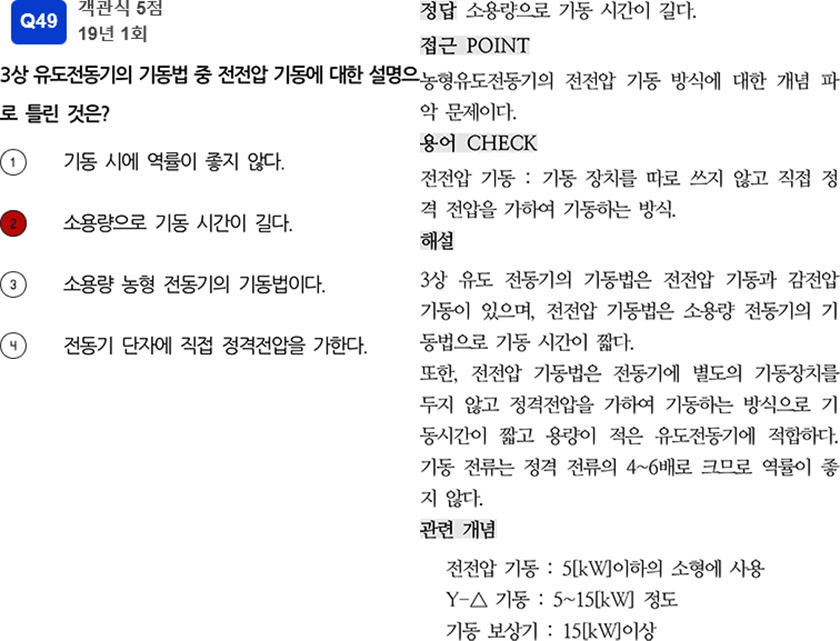 Q49
객관식 5점
19년 1회
3상 유도전동기의 기동법 중 전전압 기동에 대한 설명으
로 틀린 것은?
1 기동 시에 역률이 좋지 않다.
2 소용량으로 기동 시간이 길다.
3 소용량 농형 전동기의 기동법이다.
4 전동기 단자에 직접 정격전압을 가한다.
정답 소용량으로 기동 시간이 길다.
접근 POINT
농형유도전동기의 전전압 기동 방식에 대한 개념 파
악 문제이다.
용어 CHECK
전전압 기동 : 기동 장치를 따로 쓰지 않고 직접 정
격 전압을 가하여 기동하는 방식.
해설
3상 유도 전동기의 기동법은 전전압 기동과 감전압
기동이 있으며, 전전압 기동법은 소용량 전동기의 기
동법으로 기동 시간이 짧다.
또한, 전전압 기동법은 전동기에 별도의 기동장치를
두지 않고 정격전압을 가하여 기동하는 방식으로 기
동시간이 짧고 용량이 적은 유도전동기에 적합하다.
기동 전류는 정격 전류의 4~6배로 크므로 역률이 좋
지 않다.
관련 개념
전전압 기동 : 5[kW]이하의 소형에 사용
Y-△ 기동 : 5~15[kW] 정도
기동 보상기 : 15[kW]이상